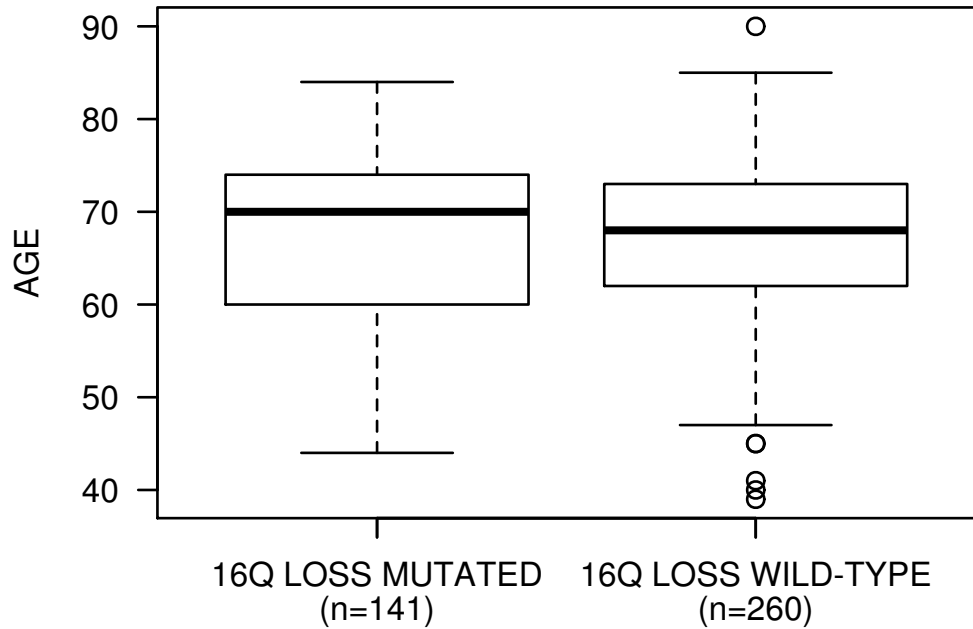 90
80
70
60
50
40
AGE
16Q LOSS MUTATED
(n=141)
16Q LOSS WILD-TYPE
(n=260)